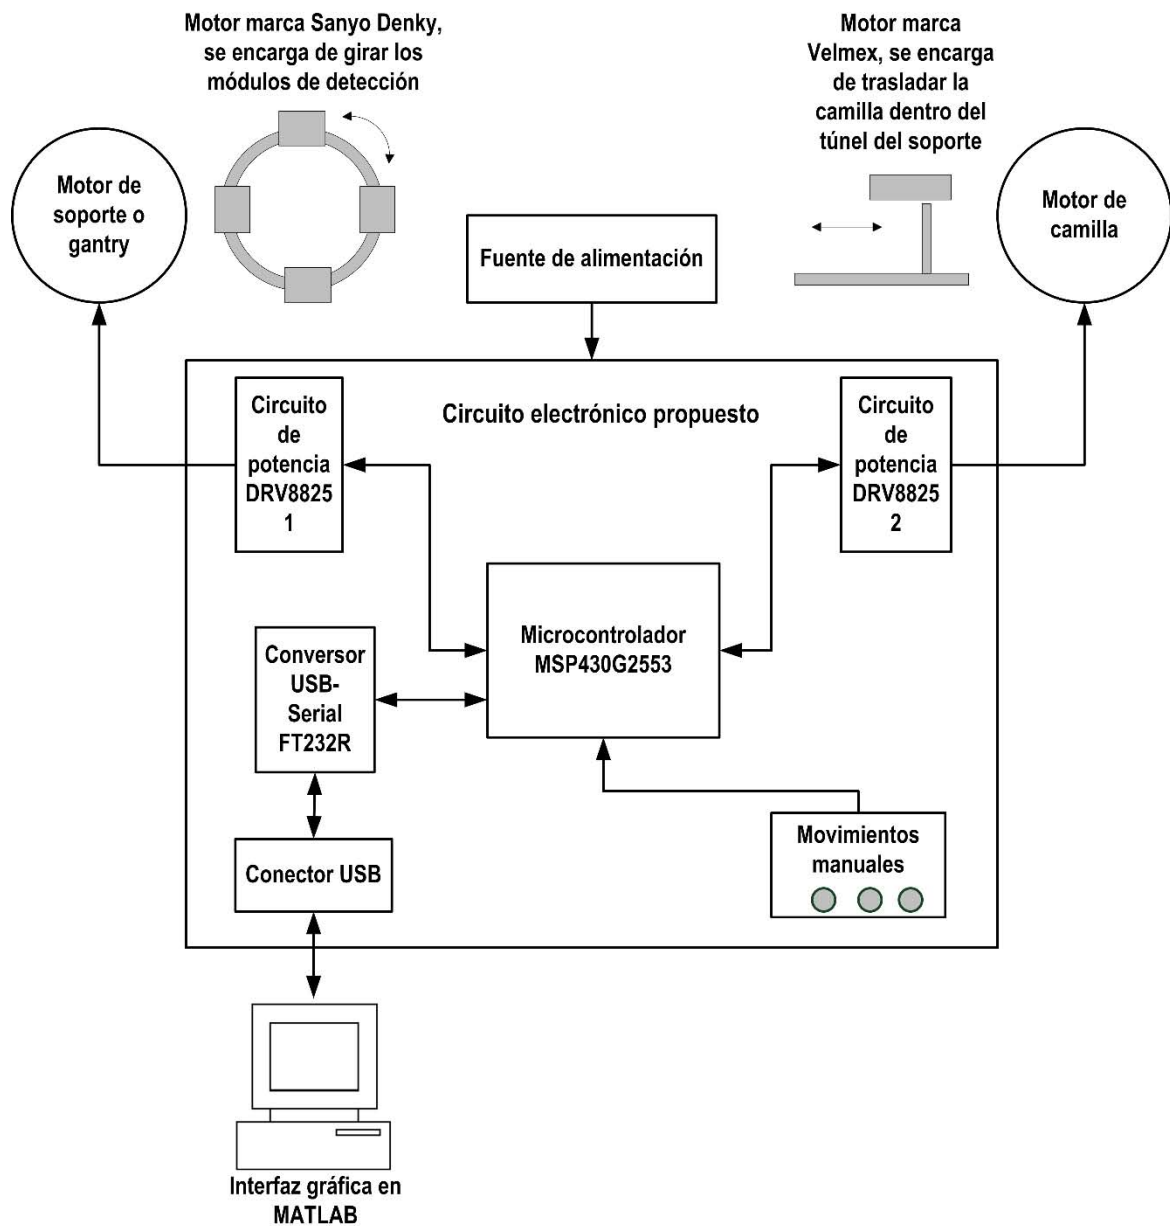 Motor marca Sanyo Denky,
se encarga de girar los
módulos de detección
Motor marca
Velmex, se encarga
de trasladar la
camilla dentro del
túnel del soporte
Motor de
soporte o
gantry
Motor de
camilla
Fuente de alimentación
Circuito
de
potencia
DRV8825
1
Circuito electrónico propuesto
Circuito
de
potencia
DRV8825
2
Microcontrolador
MSP430G2553
Conversor
USB-
Serial
FT232R
Movimientos
manuales
Conector USB
Interfaz gráfica en
MATLAB